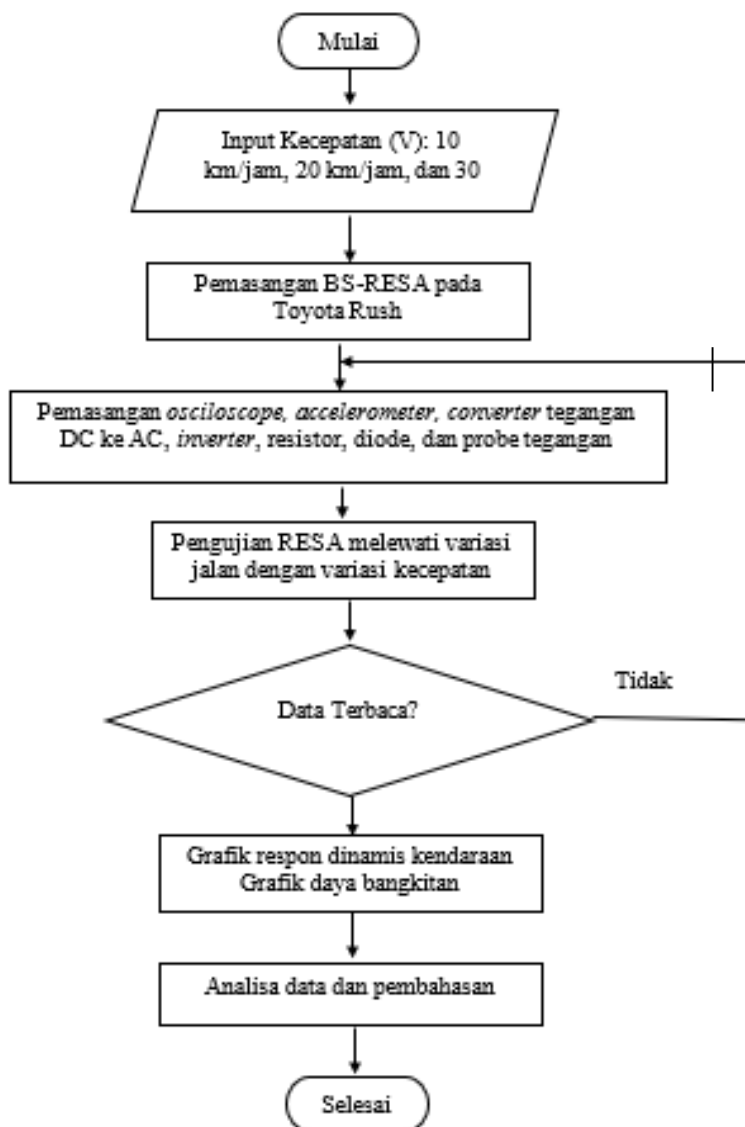 Mulai
Input Kecepatan (V): 10
km/jam, 20 km/jam, dan 30
Pemasangan BS-RESA pada
Toyota Rush
Pemasangan osciloscope, accelerometer, converter tegangan
DC ke AC, inverter, resistor, diode, dan probe tegangan
Pengujian RESA melewati variasi
jalan dengan variasi kecepatan
Data Terbaca?
Tidak
Grafik respon dinamis kendaraan
Grafik daya bangkitan
Analisa data dan pembahasan
Selesai